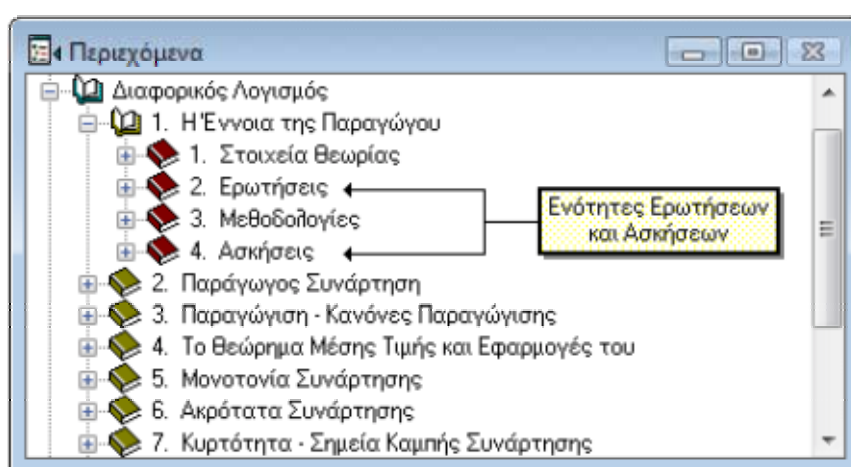 Περιεχόμενα
Διαφορικός Λογισμός
1. Η Έννοια της Παραγώγου
1. Στοιχεία Θεωρίας
2. Ερωτήσεις
3. Μεθοδολογίες
4. Ασκήσεις
Ενότητες Ερωτήσεων
και Ασκήσεων
2. Παράγωγος Συνάρτηση
3. Παραγώγιση - Κανόνες Παραγώγισης
4. Το Θεώρημα Μέσης Τιμής και Εφαρμογές του
5. Μονοτονία Συνάρτησης
6. Ακρότατα Συνάρτησης
7. Κυρτότητα - Σημεία Καμπής Συνάρτησης